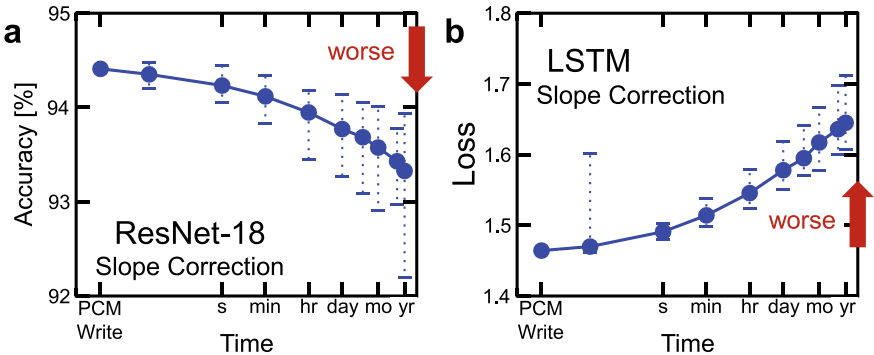 a
95
94
93
92
Accuracy [%]
worse
ResNet-18
Slope Correction
PCM Write
s
min
hr
day
mo
yr
Time
b
1.8
1.7
1.6
1.5
1.4
Loss
LSTM
Slope Correction
worse
PCM Write
s
min
hr
day
mo
yr
Time